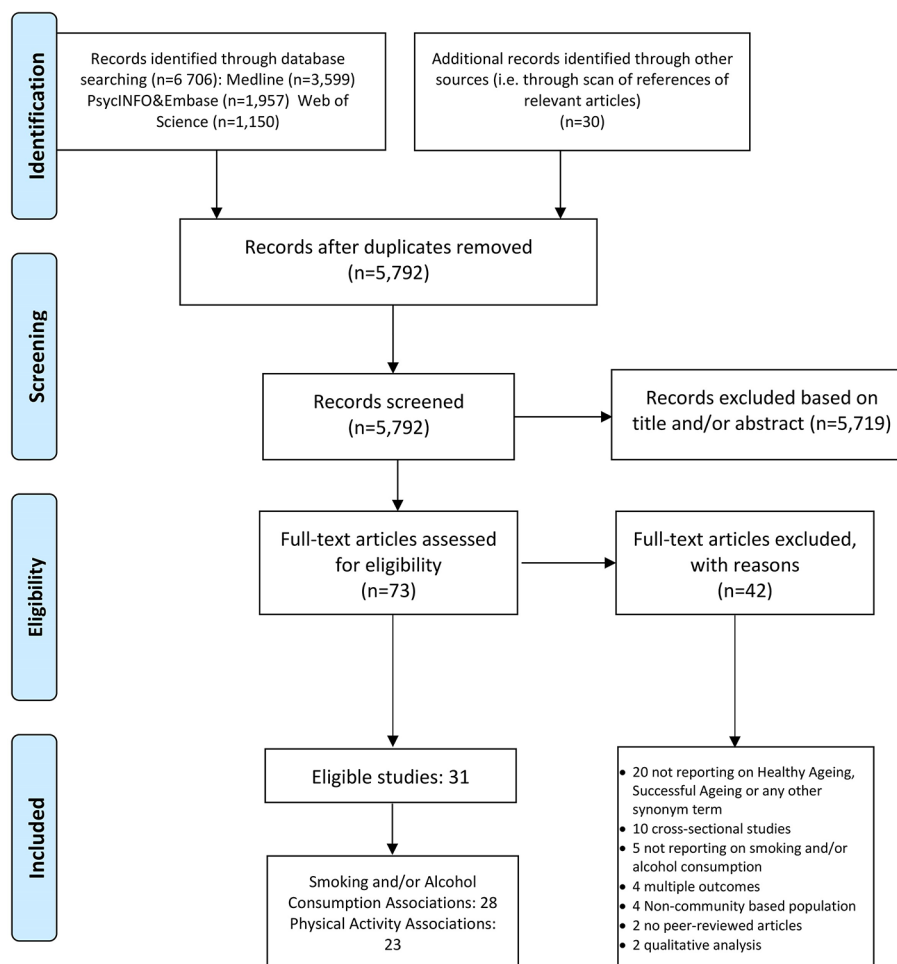 Identification
Records identified through database
searching (n=6 706): Medline (n=3,599)
PsycINFO&Embase (n=1,957) Web of
Science (n=1,150)
Additional records identified through other
sources (i.e. through scan of references of
relevant articles)
(n=30)
Records after duplicates removed
(n=5,792)
Screening
Records screened
(n=5,792)
Records excluded based on
title and/or abstract (n=5,719)
Eligibility
Full-text articles assessed
for eligibility
(n=73)
Full-text articles excluded,
with reasons
(n=42)
Included
Eligible studies: 31
Smoking and/or Alcohol
Consumption Associations: 28
Physical Activity Associations:
23
• 20 not reporting on Healthy Ageing,
Successful Ageing or any other
synonym term
• 10 cross-sectional studies
• 5 not reporting on smoking and/or
alcohol consumption
• 4 multiple outcomes
• 4 Non-community based population
• 2 no peer-reviewed articles
• 2 qualitative analysis